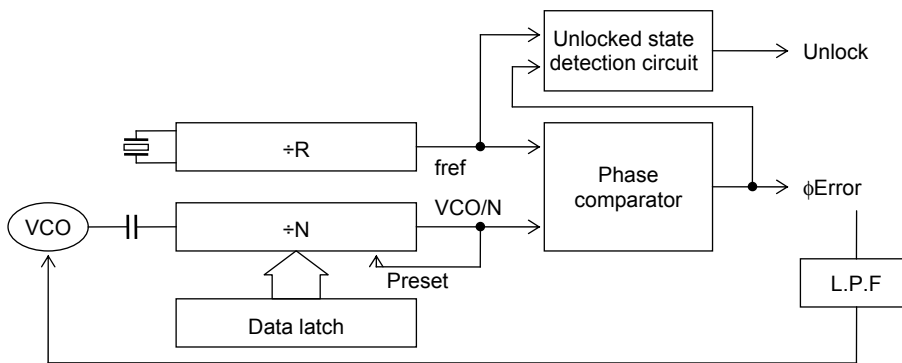 Unlocked state
detection circuit
Unlock
÷R
fref
Phase
comparator
ϕError
VCO
÷N
VCO/N
Preset
L.P.F
Data latch